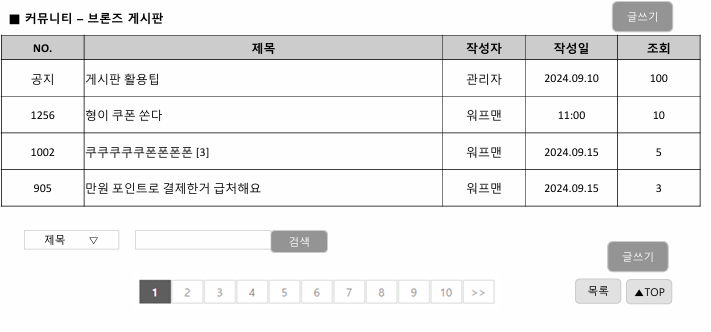 ■ 커뮤니티 – 브론즈 게시판
글쓰기
NO. 제목 작성자 작성일 조회
공지 게시판 활용팁 관리자 2024.09.10 100
1256 형이 쿠폰 쏜다 워프맨 11:00 10
1002 쿠쿠쿠쿠쿠폰폰폰폰 [3] 워프맨 2024.09.15 5
905 만원 포인트로 결제한거 급처해요 워프맨 2024.09.15 3
제목 ▽ 검색
글쓰기
1 2 3 4 5 6 7 8 9 10 >>
목록 ▲TOP